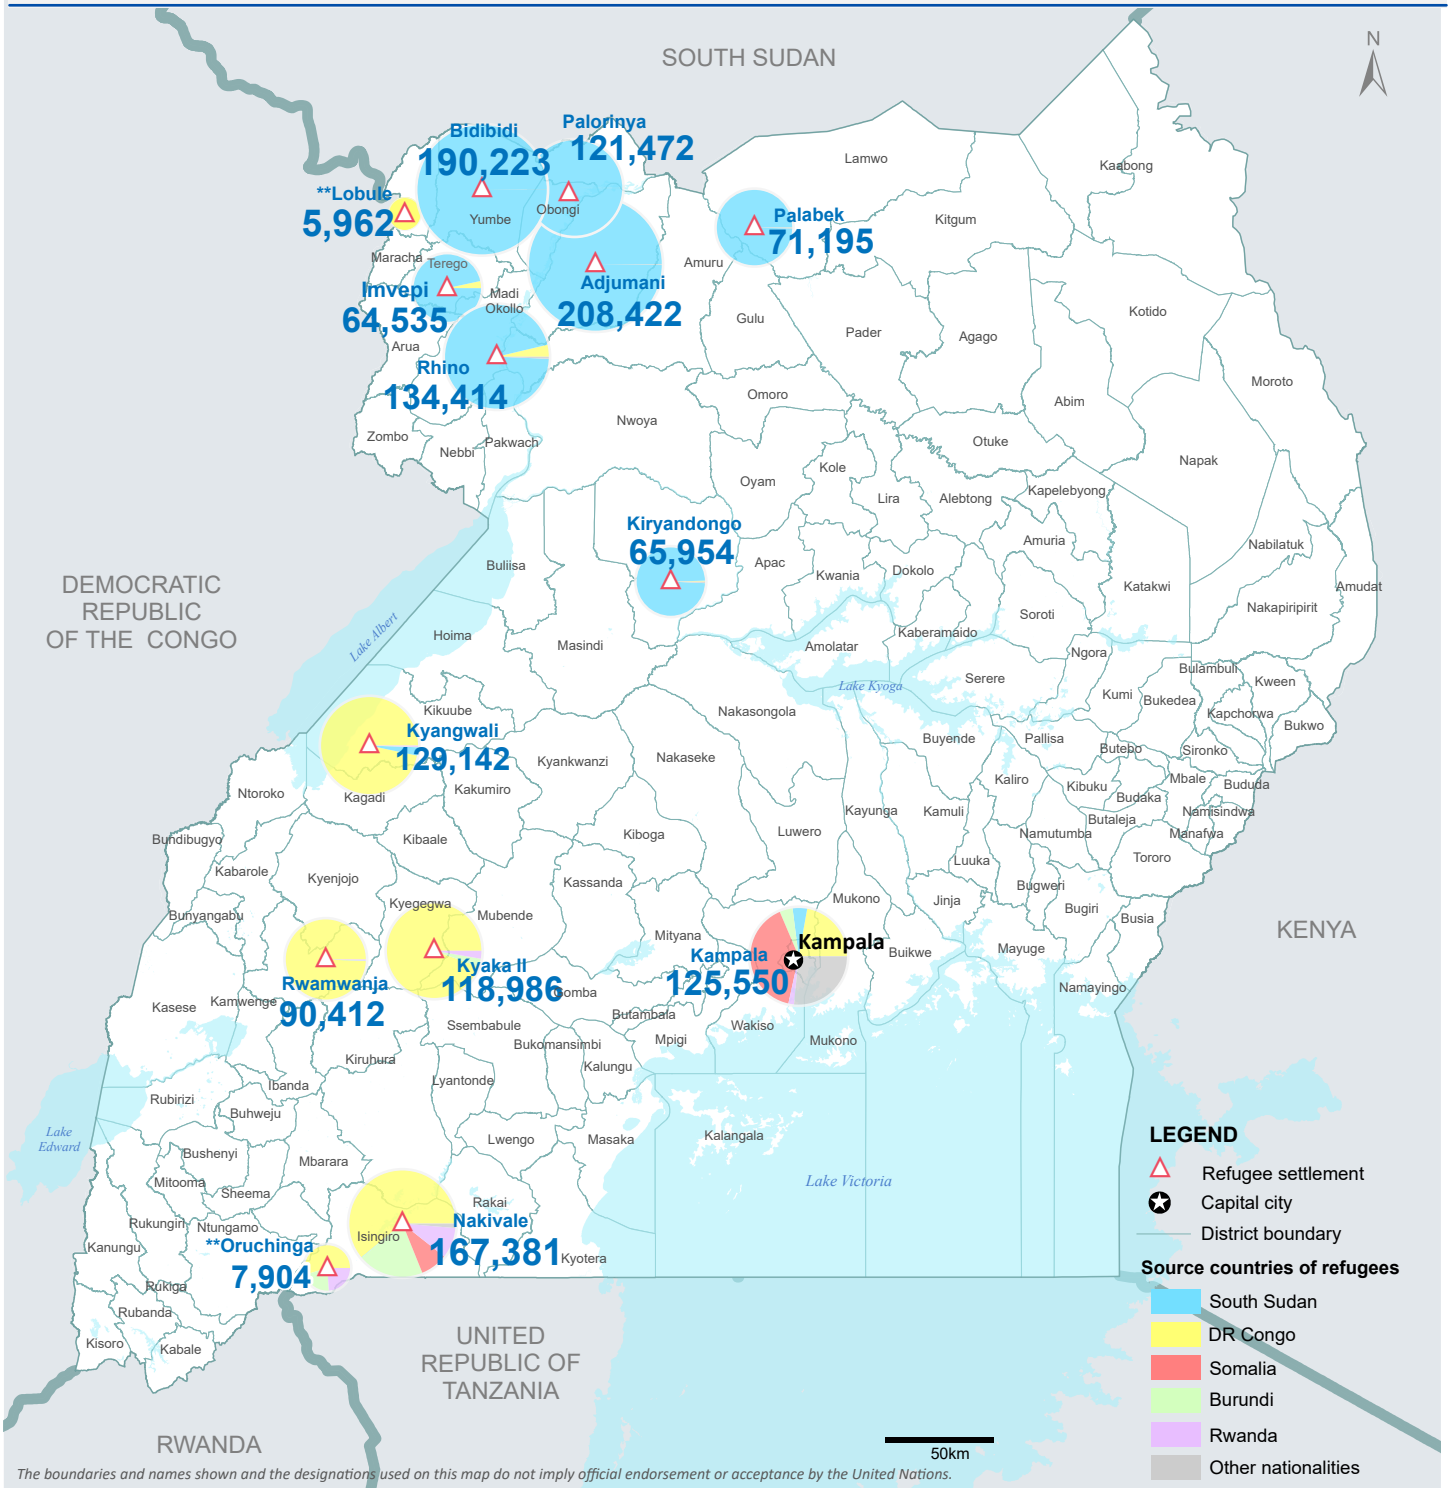 SOUTH SUDAN
N
Bidibidi
190,223
Palorinya
121,472
Lamwo
Kaabong
**Lobule
5,962
Yumbe
Obongi
Palabek
71,195
Kitgum
Maracha
Terego
Amuru
Imvepi
64,535
Madi
Okollo
Adjumani
208,422
Gulu
Pader
Agago
Kotido
Arua
Rhino
134,414
Moroto
Omoro
Abim
Nwoya
Zombo
Nebbi
Pakwach
Otuke
Napak
Kole
Oyam
Lira
Alebtong
Kapelebyong
Kiryandongo
65,954
Amuria
Nabilatuk
Buliisa
Apac
Kwania
Dokolo
Katakwi
Amudat
Nakapiripirit
DEMOCRATIC
REPUBLIC
OF THE CONGO
Lake Albert
Hoima
Masindi
Soroti
Kaberamaido
Amolatar
Ngora
Bulambuli
Kween
Lake Kyoga
Serere
Kumi
Bukedea
Kapchorwa
Bukwo
Kikuube
Nakasongola
Kyangwali
129,142
Buyende
Pallisa
Butebo
Sironko
Kyankwanzi
Nakaseke
Kaliro
Kibuku
Mbale
Bududa
Ntoroko
Kagadi
Kakumiro
Budaka
Kayunga
Kamuli
Butaleja
Namisindwa
Bundibugyo
Kibaale
Kiboga
Luwero
Namutumba
Manafwa
Kabarole
Kyenjojo
Kassanda
Luuka
Tororo
Bugweri
Kyegegwa
Mubende
Mukono
Jinja
Bugiri
Busia
Bunyangabu
Mityana
Kampala
Kampala
125,550
Buikwe
Mayuge
KENYA
Kyaka II
118,986
Rwamwanja
90,412
Gomba
Namayingo
Kasese
Kamwenge
Butambala
Wakiso
Ssembabule
Bukomansimbi
Mpigi
Mukono
Kiruhura
Kalungu
Lyantonde
Ibanda
Rubirizi
Buhweju
Lake
Edward
Bushenyi
Lwengo
Masaka
Kalangala
Mbarara
Mitooma
Sheema
Lake Victoria
Rakai
Rukungiri
Ntungamo
Nakivale
167,381
Isingiro
Kanungu
**Oruchinga
7,904
Kyotera
Rukiga
Rubanda
Kisoro
Kabale
UNITED
REPUBLIC OF
TANZANIA
RWANDA
LEGEND
Refugee settlement
Capital city
District boundary
Source countries of refugees
South Sudan
DR Congo
Somalia
Burundi
Rwanda
Other nationalities
50km
The boundaries and names shown and the designations used on this map do not imply official endorsement or acceptance by the United Nations.